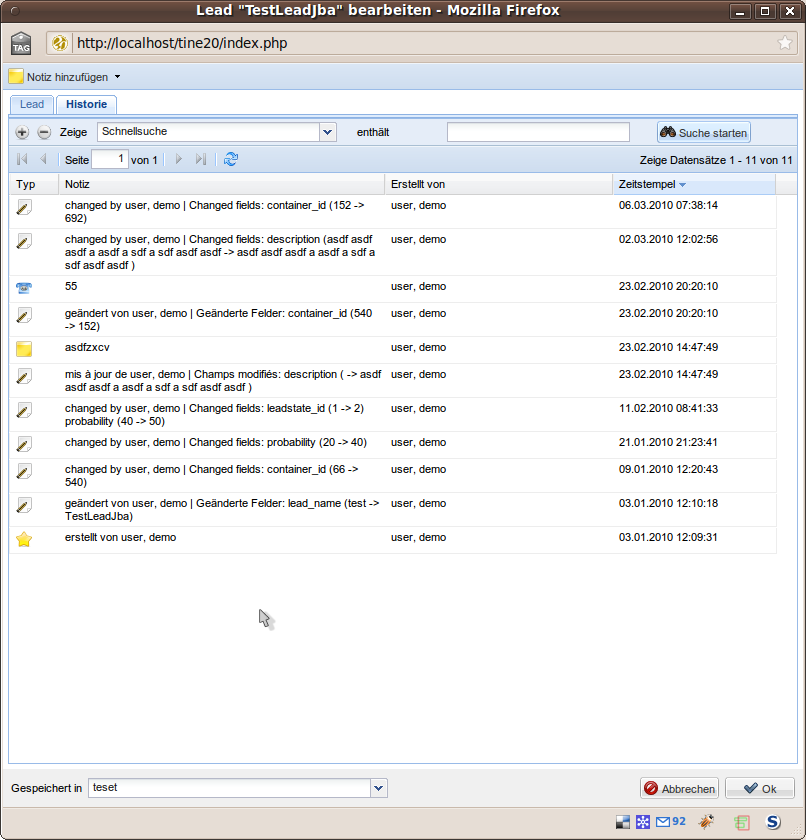 Lead "TestLeadJba" bearbeiten - Mozilla Firefox
TAG
http://localhost/tine20/index.php
Notiz hinzufügen
Lead Historie
Zeige Schnellsuche enthält Suche starten
Seite 1 von 1 Zeige Datensätze 1 - 11 von 11
Typ Notiz Erstellt von Zeitstempel
changed by user, demo | Changed fields: container_id (152 -> user, demo 06.03.2010 07:38:14
692)
changed by user, demo | Changed fields: description (asdf asdf user, demo 02.03.2010 12:02:56
asdf a asdf a sdf a sdf asdf asdf -> asdf asdf asdf a asdf a sdf a
sdf asdf asdf )
55 user, demo 23.02.2010 20:20:10
geändert von user, demo | Geänderte Felder: container_id (540 user, demo 23.02.2010 20:20:10
-> 152)
asdfzxcv user, demo 23.02.2010 14:47:49
mis à jour de user, demo | Champs modifiés: description ( -> asdf user, demo 23.02.2010 14:47:49
asdf asdf a asdf a sdf a sdf asdf asdf )
changed by user, demo | Changed fields: leadstate_id (1 -> 2) user, demo 11.02.2010 08:41:33
probability (40 -> 50)
changed by user, demo | Changed fields: probability (20 -> 40) user, demo 21.01.2010 21:23:41
changed by user, demo | Changed fields: container_id (66 -> user, demo 09.01.2010 12:20:43
540)
geändert von user, demo | Geänderte Felder: lead_name (test -> user, demo 03.01.2010 12:10:18
TestLeadJba)
erstellt von user, demo user, demo 03.01.2010 12:09:31
Gespeichert in teset Abbrechen Ok
92 S